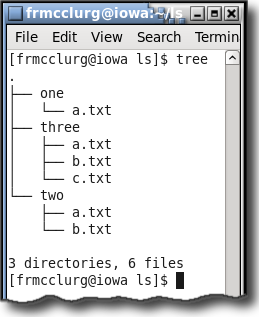 frmcclurg@iowa:~/ls
File Edit View Search Termin
[frmcclurg@iowa ls]$ tree
.
├── one
│   └── a.txt
├── three
│   ├── a.txt
│   ├── b.txt
│   └── c.txt
└── two
    ├── a.txt
    └── b.txt
3 directories, 6 files
[frmcclurg@iowa ls]$